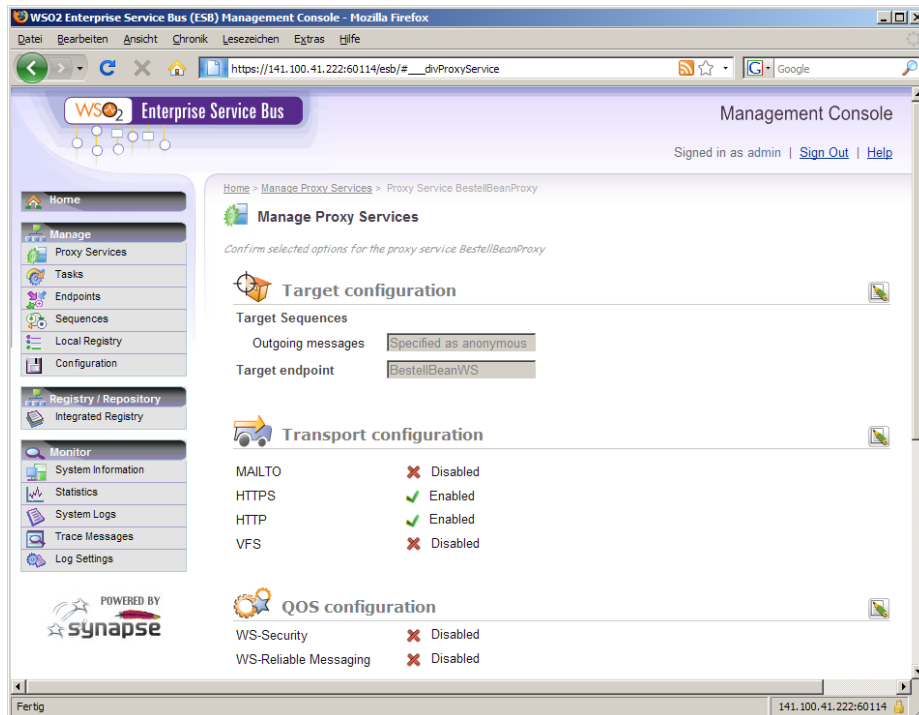 WSO2 Enterprise Service Bus (ESB) Management Console - Mozilla Firefox
Datei Bearbeiten Ansicht Chronik Lesezeichen Extras Hilfe
https://141.100.41.222:60114/esb/#___divProxyService
G Google
WSO2 Enterprise Service Bus
Management Console
Signed in as admin | Sign Out | Help
Home > Manage Proxy Services > Proxy Service BestellBeanProxy
Manage Proxy Services
Confirm selected options for the proxy service BestellBeanProxy
Home
Manage
Proxy Services
Tasks
Endpoints
Sequences
Local Registry
Configuration
Registry / Repository
Integrated Registry
Monitor
System Information
Statistics
System Logs
Trace Messages
Log Settings
POWERED BY
synapse
Target configuration
Target Sequences
Outgoing messages Specified as anonymous
Target endpoint BestellBeanWS
Transport configuration
MAILTO Disabled
HTTPS Enabled
HTTP Enabled
VFS Disabled
QOS configuration
WS-Security Disabled
WS-Reliable Messaging Disabled
Fertig
141.100.41.222:60114